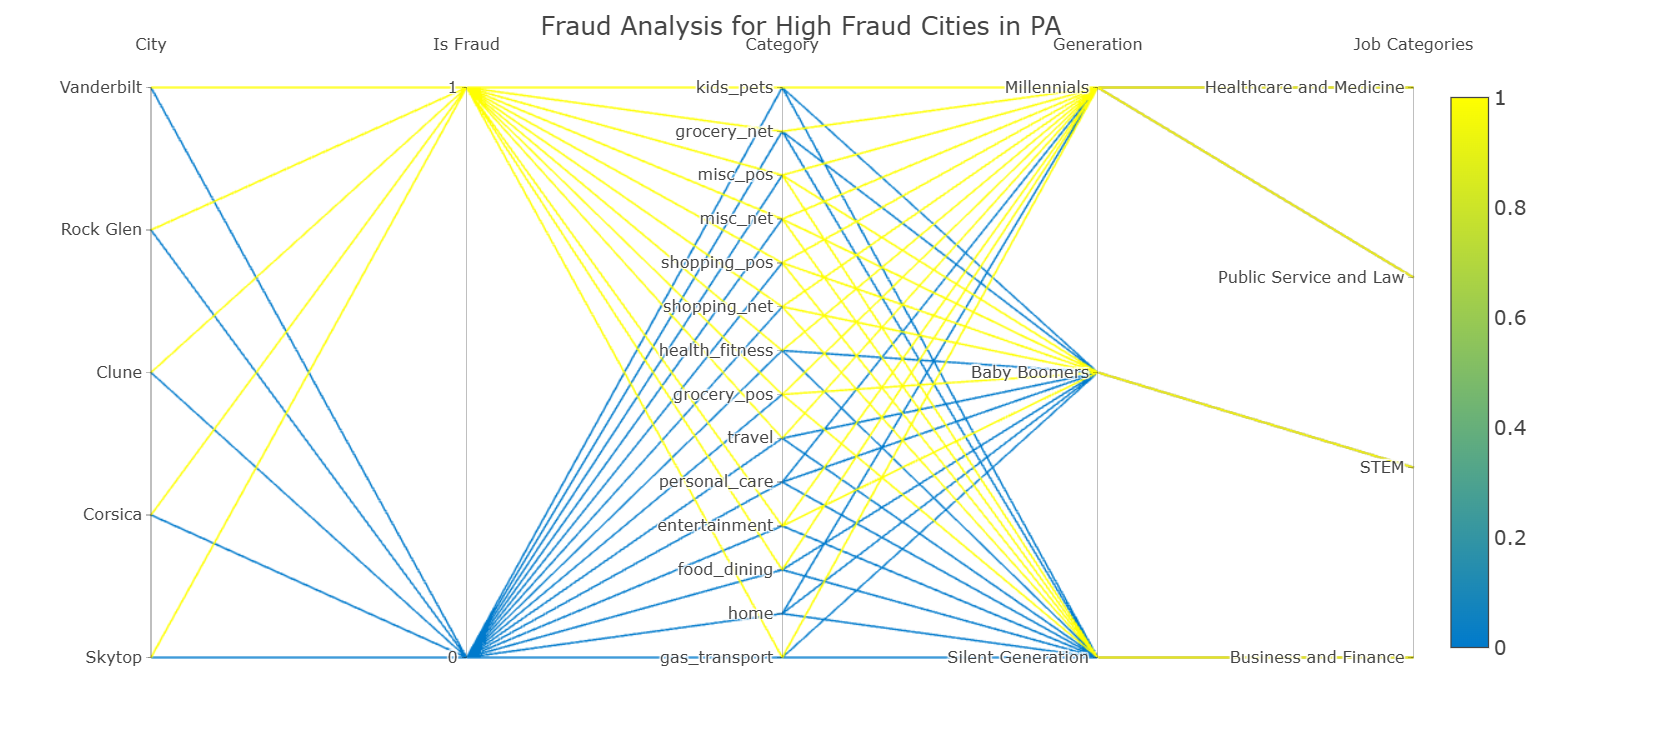 Fraud Analysis for High Fraud Cities in PA
City
Is Fraud
Category
Generation
Job Categories
Vanderbilt
Rock Glen
Clune
Corsica
Skytop
1
0
kids_pets
grocery_net
misc_pos
misc_net
shopping_pos
shopping_net
health_fitness
grocery_pos
travel
personal_care
entertainment
food_dining
home
gas_transport
Millennials
Baby Boomers
Silent Generation
Healthcare and Medicine
Public Service and Law
STEM
Business and Finance
1
0.8
0.6
0.4
0.2
0